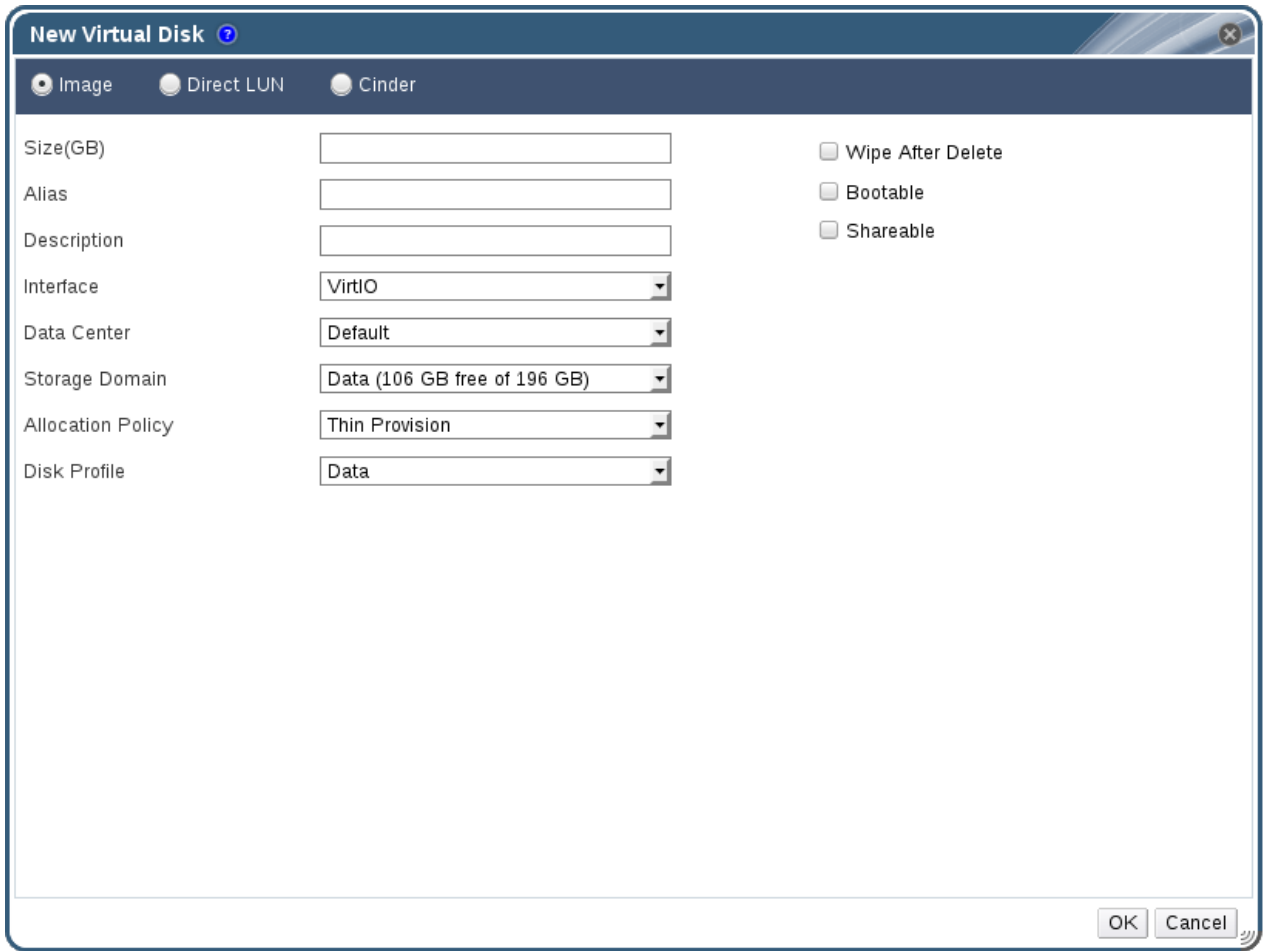 New Virtual Disk ?
Image Direct LUN Cinder
Size(GB)
Wipe After Delete
Alias
Bootable
Description
Shareable
Interface VirtIO
Data Center Default
Storage Domain Data (106 GB free of 196 GB)
Allocation Policy Thin Provision
Disk Profile Data
OK Cancel